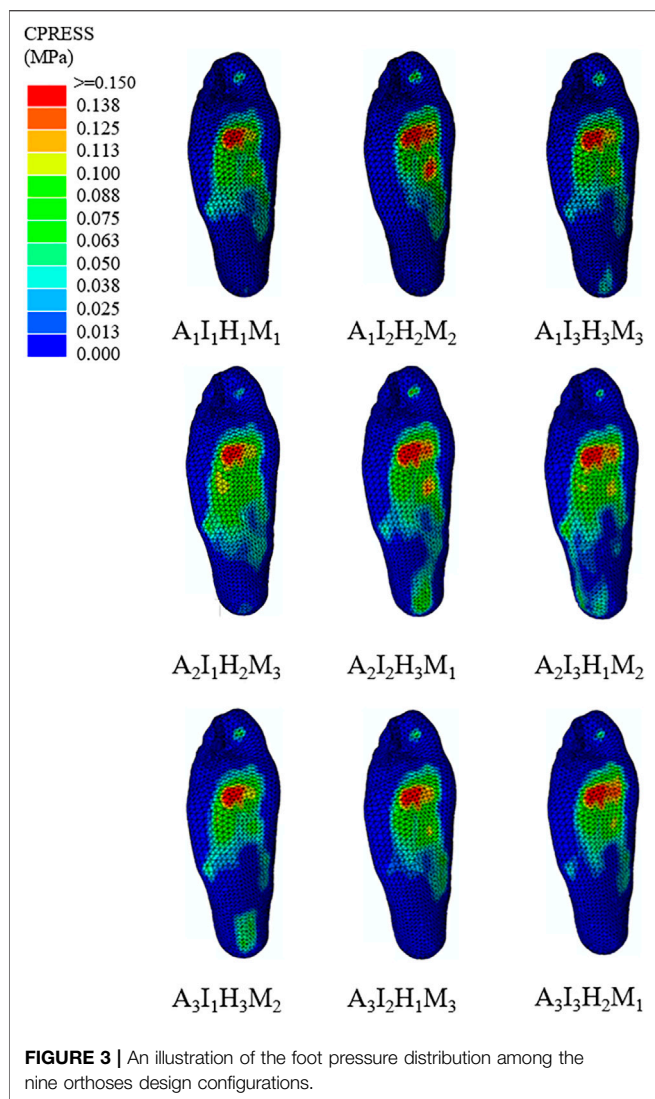 CPRESS
(MPa)
>=0.150
0.138
0.125
0.113
0.100
0.088
0.075
0.063
0.050
0.038
0.025
0.013
0.000
A₁I₁H₁M₁ A₁I₂H₂M₂ A₁I₃H₃M₃
A₂I₁H₂M₃ A₂I₂H₃M₁ A₂I₃H₁M₂
A₃I₁H₃M₂ A₃I₂H₁M₃ A₃I₃H₂M₁
FIGURE 3 | An illustration of the foot pressure distribution among the
nine orthoses design configurations.